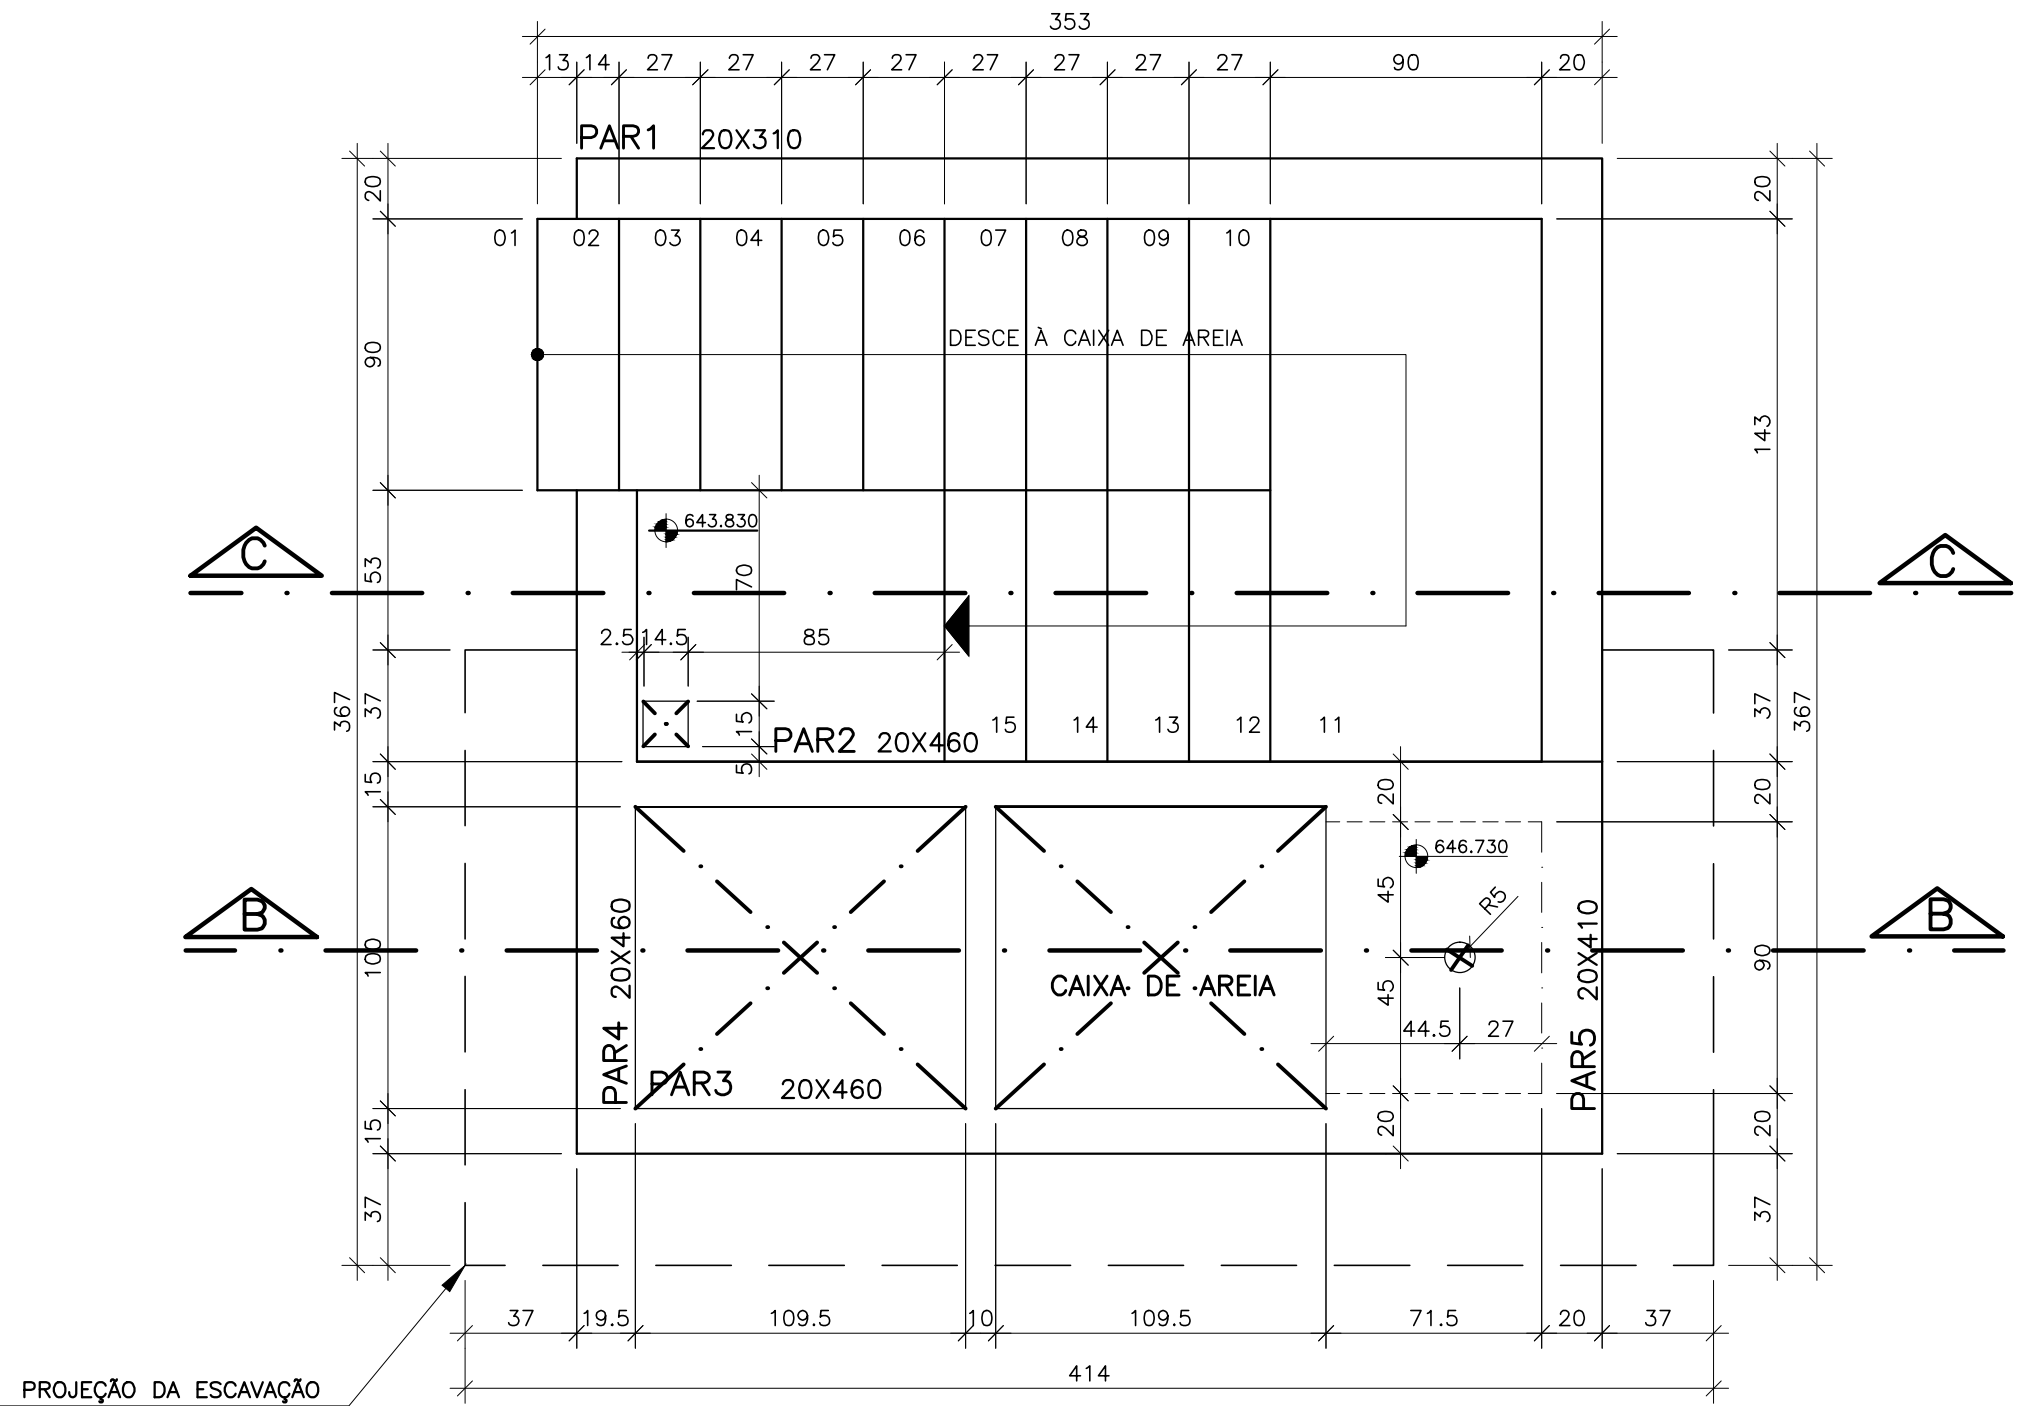 353
13 14 27 27 27 27 27 27 27 27 90 20
PAR1 20X310
20
20
01 02 03 04 05 06 07 08 09 10
DESCE À CAIXA DE AREIA
90
143
643.830
C
C
53
70
2.5 14.5 85
367
37
15
PAR2 20X460
15 14 13 12 11
37
367
5
15
20
20
646.730
B
B
45
R5
100
PAR4 20X460
CAIXA DE AREIA
45
44.5 27
PAR5 20X410
90
PAR3 20X460
15
20
20
37
37
37 19.5 109.5 10 109.5 71.5 20 37
414
PROJEÇÃO DA ESCAVAÇÃO